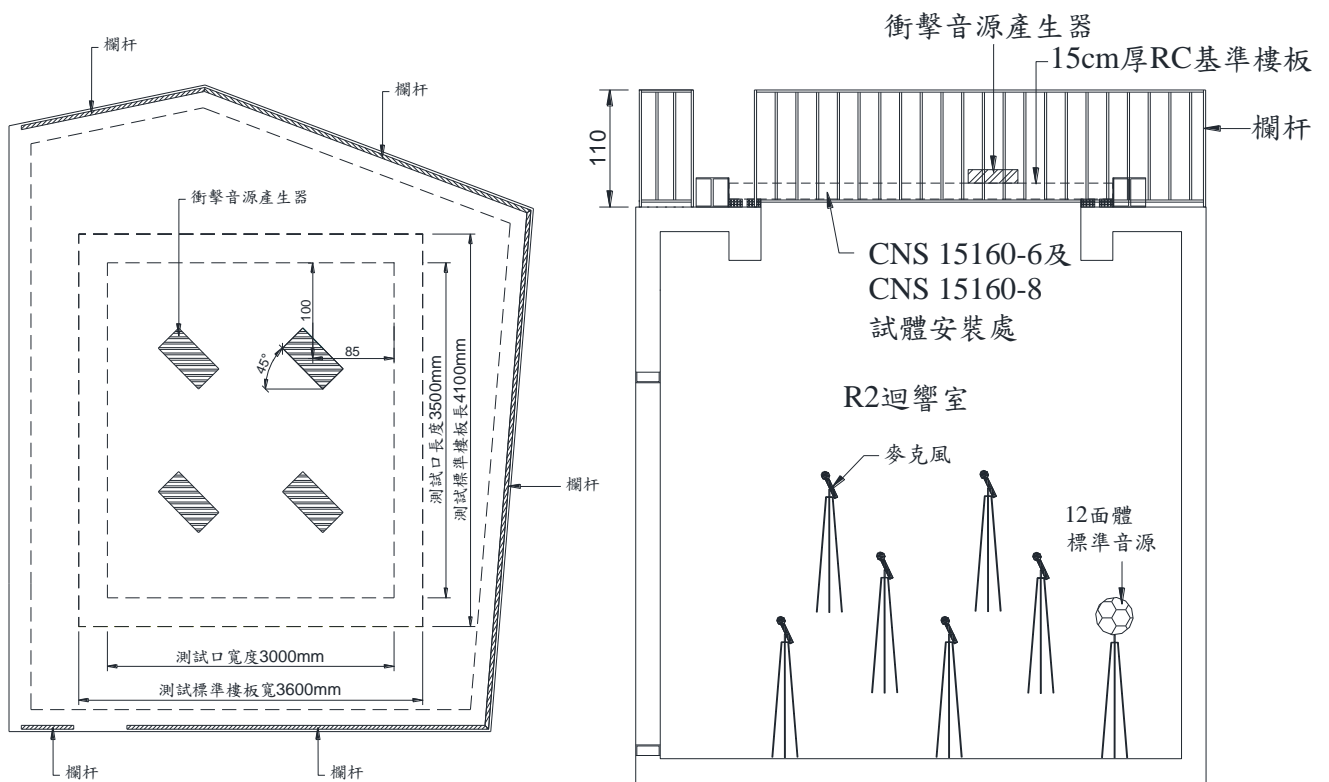 欄杆
欄杆
衝擊音源產生器
100
85
45°
測試口長度3500mm
測試標準樓板長4100mm
欄杆
測試口寬度3000mm
測試標準樓板寬3600mm
欄杆
欄杆
衝擊音源產生器
15cm厚RC基準樓板
欄杆
110
CNS 15160-6及
CNS 15160-8
試體安裝處
R2迴響室
麥克風
12面體
標準音源